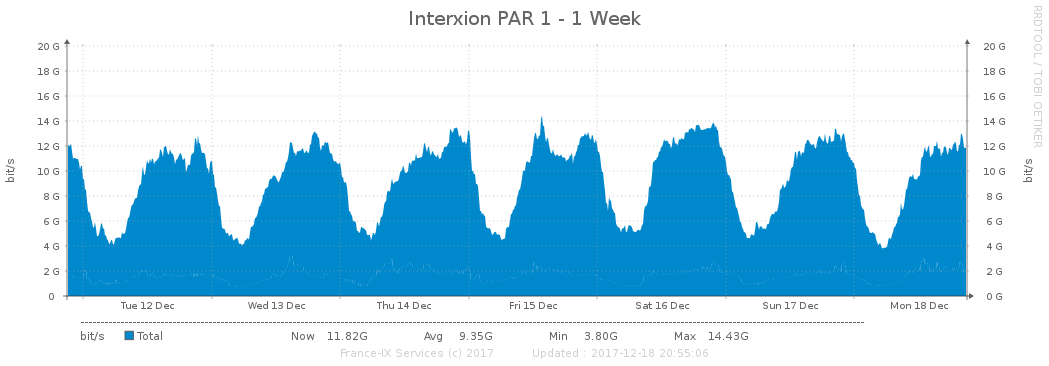 Interxion PAR 1 - 1 Week
RRDTOOL / TOBI OETIKER
20 G 20 G
18 G 18 G
16 G 16 G
14 G 14 G
12 G 12 G
10 G 10 G
8 G 8 G
6 G 6 G
4 G 4 G
2 G 2 G
0 0 G
bit/s
bit/s
Tue 12 Dec Wed 13 Dec Thu 14 Dec Fri 15 Dec Sat 16 Dec Sun 17 Dec Mon 18 Dec
bit/s Total Now 11.82G Avg 9.35G Min 3.80G Max 14.43G
France-IX Services (c) 2017 Updated : 2017-12-18 20:55:06